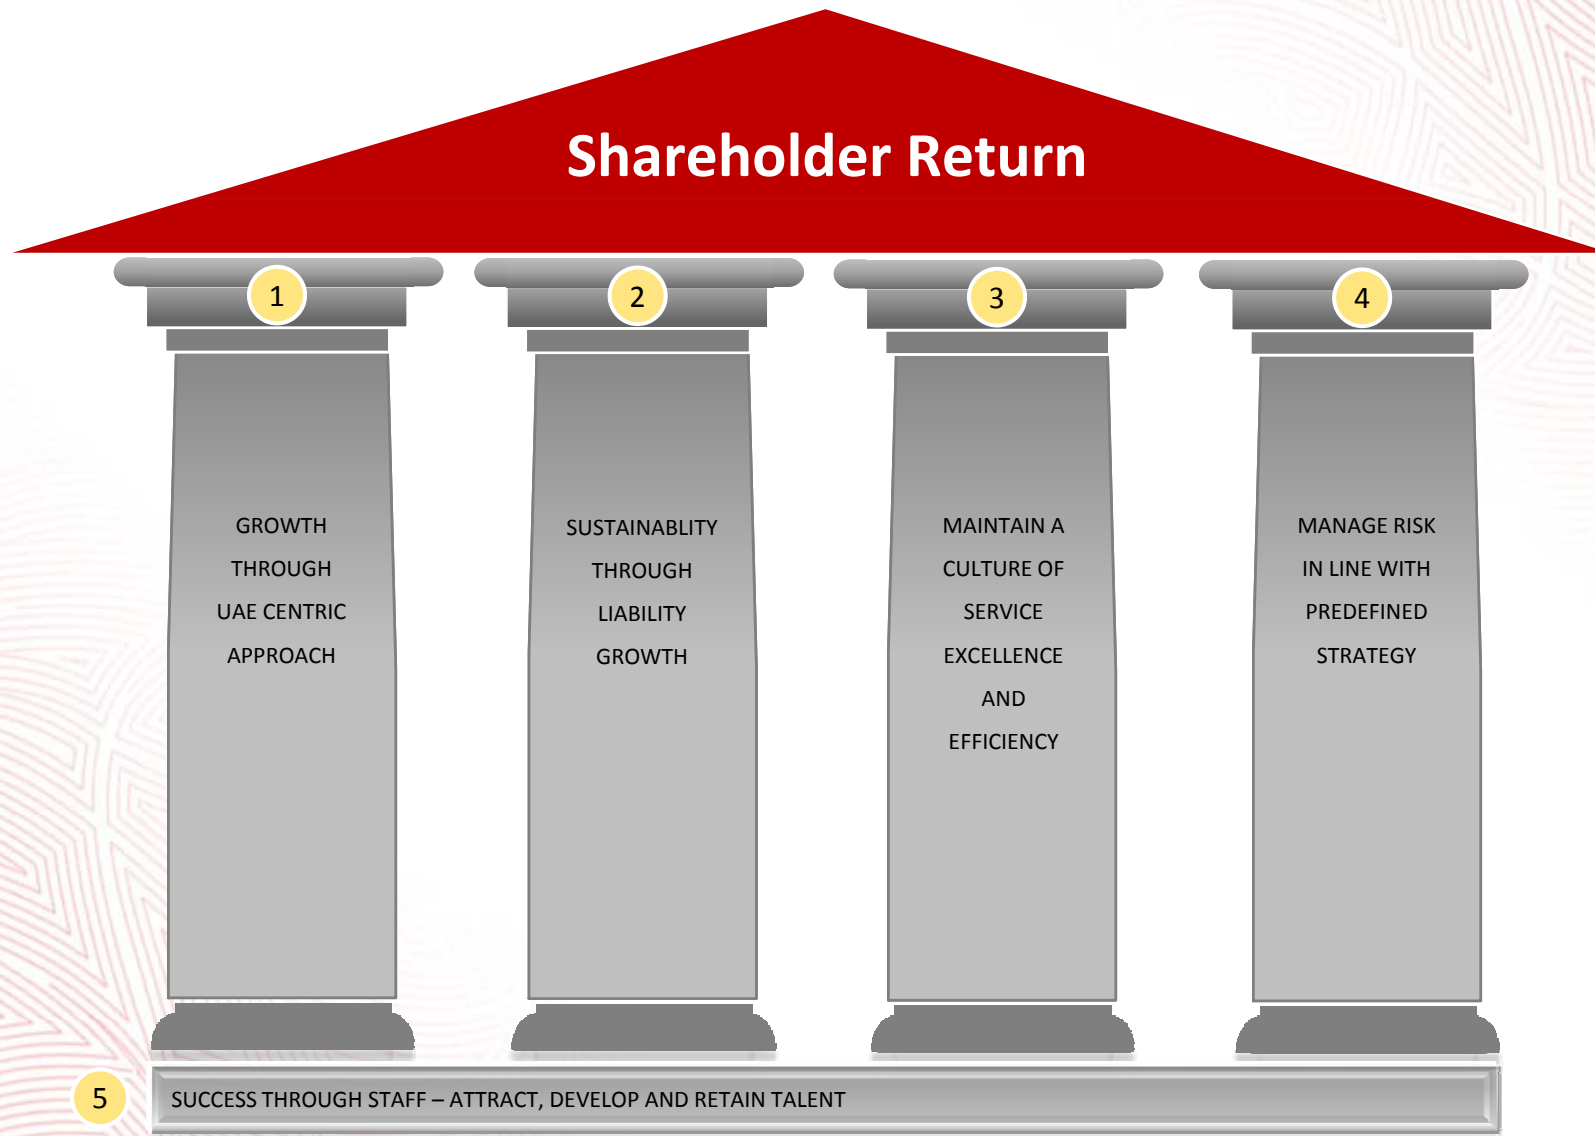 Shareholder Return
1
GROWTH
THROUGH
UAE CENTRIC
APPROACH
2
SUSTAINABLITY
THROUGH
LIABILITY
GROWTH
3
MAINTAIN A
CULTURE OF
SERVICE
EXCELLENCE
AND
EFFICIENCY
4
MANAGE RISK
IN LINE WITH
PREDEFINED
STRATEGY
5
SUCCESS THROUGH STAFF – ATTRACT, DEVELOP AND RETAIN TALENT